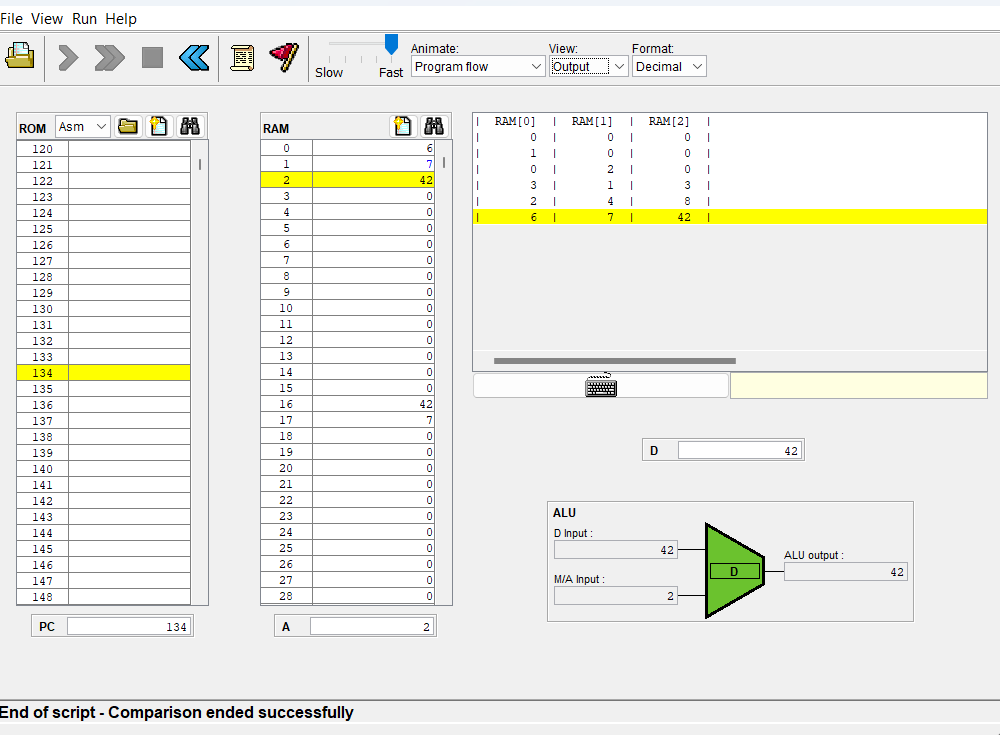 File View Run Help
Slow Fast
Animate:
Program flow
View:
Output
Format:
Decimal
ROM Asm
120
121
122
123
124
125
126
127
128
129
130
131
132
133
134
135
136
137
138
139
140
141
142
143
144
145
146
147
148
PC 134
RAM
0 6
1 7
2 42
3 0
4 0
5 0
6 0
7 0
8 0
9 0
10 0
11 0
12 0
13 0
14 0
15 0
16 42
17 7
18 0
19 0
20 0
21 0
22 0
23 0
24 0
25 0
26 0
27 0
28 0
A 2
| RAM[0] | RAM[1] | RAM[2] |
| 0 | 0 | 0 |
| 1 | 0 | 0 |
| 0 | 2 | 0 |
| 3 | 1 | 3 |
| 2 | 4 | 8 |
| 6 | 7 | 42 |
D 42
ALU
D Input :
42
M/A Input :
2
D
ALU output :
42
End of script - Comparison ended successfully